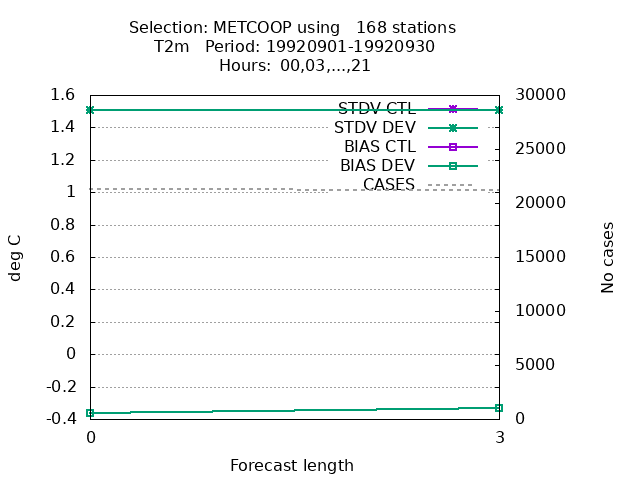 Selection: METCOOP using   168 stations
T2m   Period: 19920901-19920930
Hours: 00,03,...,21
1.6
1.4
1.2
1
0.8
0.6
0.4
0.2
0
-0.2
-0.4
deg C
STDV CTL
STDV DEV
BIAS CTL
BIAS DEV
CASES
30000
25000
20000
15000
10000
5000
0
No cases
0
3
Forecast length